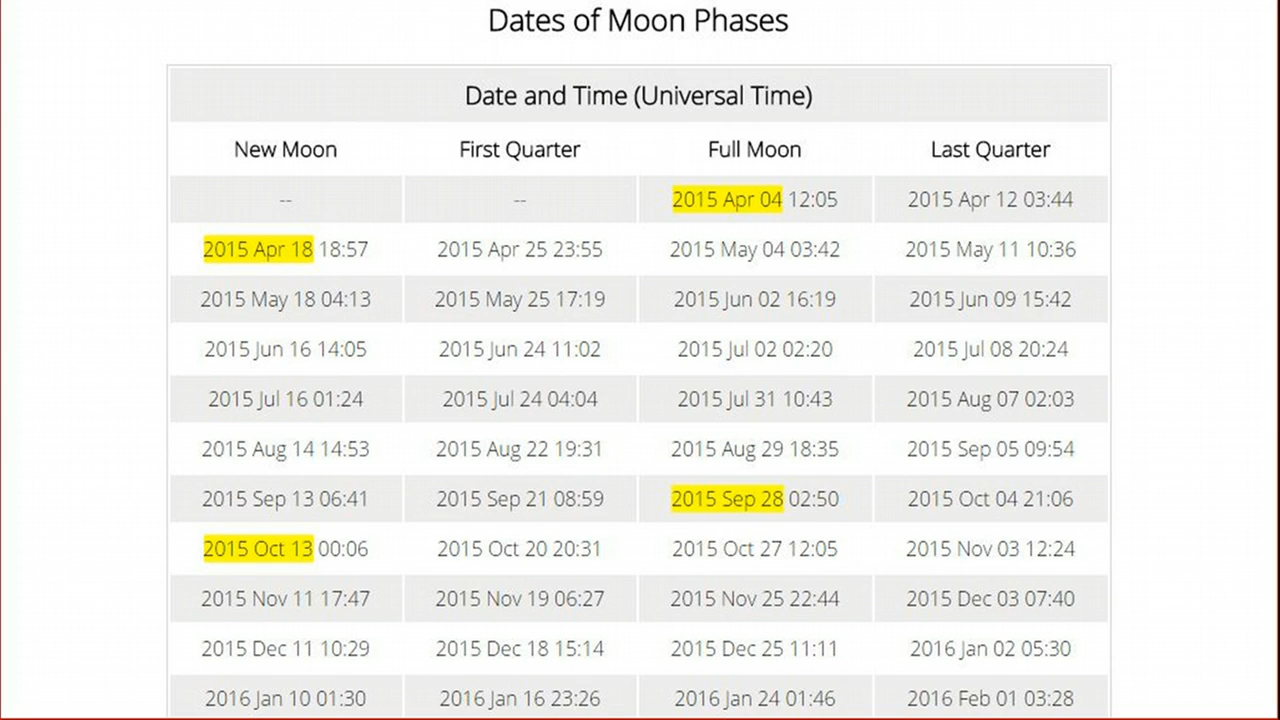 Dates of Moon Phases
Date and Time (Universal Time)
New Moon First Quarter Full Moon Last Quarter
-- -- 2015 Apr 04 12:05 2015 Apr 12 03:44
2015 Apr 18 18:57 2015 Apr 25 23:55 2015 May 04 03:42 2015 May 11 10:36
2015 May 18 04:13 2015 May 25 17:19 2015 Jun 02 16:19 2015 Jun 09 15:42
2015 Jun 16 14:05 2015 Jun 24 11:02 2015 Jul 02 02:20 2015 Jul 08 20:24
2015 Jul 16 01:24 2015 Jul 24 04:04 2015 Jul 31 10:43 2015 Aug 07 02:03
2015 Aug 14 14:53 2015 Aug 22 19:31 2015 Aug 29 18:35 2015 Sep 05 09:54
2015 Sep 13 06:41 2015 Sep 21 08:59 2015 Sep 28 02:50 2015 Oct 04 21:06
2015 Oct 13 00:06 2015 Oct 20 20:31 2015 Oct 27 12:05 2015 Nov 03 12:24
2015 Nov 11 17:47 2015 Nov 19 06:27 2015 Nov 25 22:44 2015 Dec 03 07:40
2015 Dec 11 10:29 2015 Dec 18 15:14 2015 Dec 25 11:11 2016 Jan 02 05:30
2016 Jan 10 01:30 2016 Jan 16 23:26 2016 Jan 24 01:46 2016 Feb 01 03:28